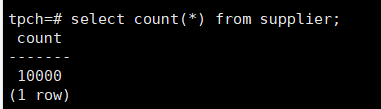 tpch=# select count(*) from supplier;
count
-------
10000
(1 row)